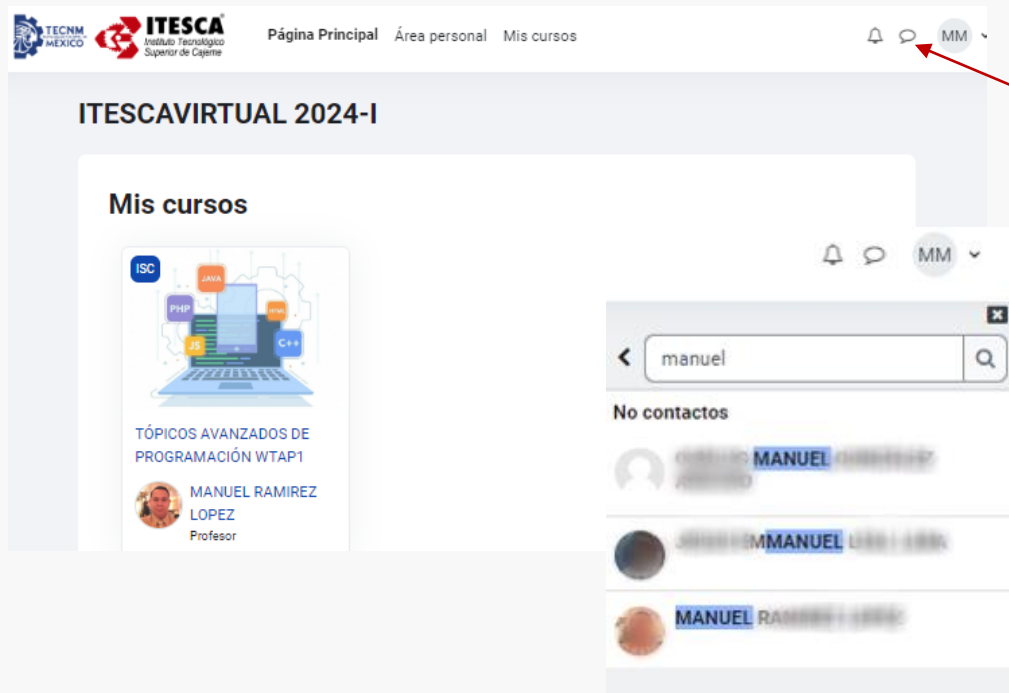 TECNM
MÉXICO
ITESCA
Instituto Tecnológico
Superior de Cajeme
Página Principal Área personal Mis cursos
MM
ITESCAVIRTUAL 2024-I
Mis cursos
ISC
JAVA
PHP
HTML
JS
C++
TÓPICOS AVANZADOS DE
PROGRAMACIÓN WTAP1
MANUEL RAMIREZ
LOPEZ
Profesor
MM
manuel
No contactos
MANUEL
MMANUEL
MANUEL